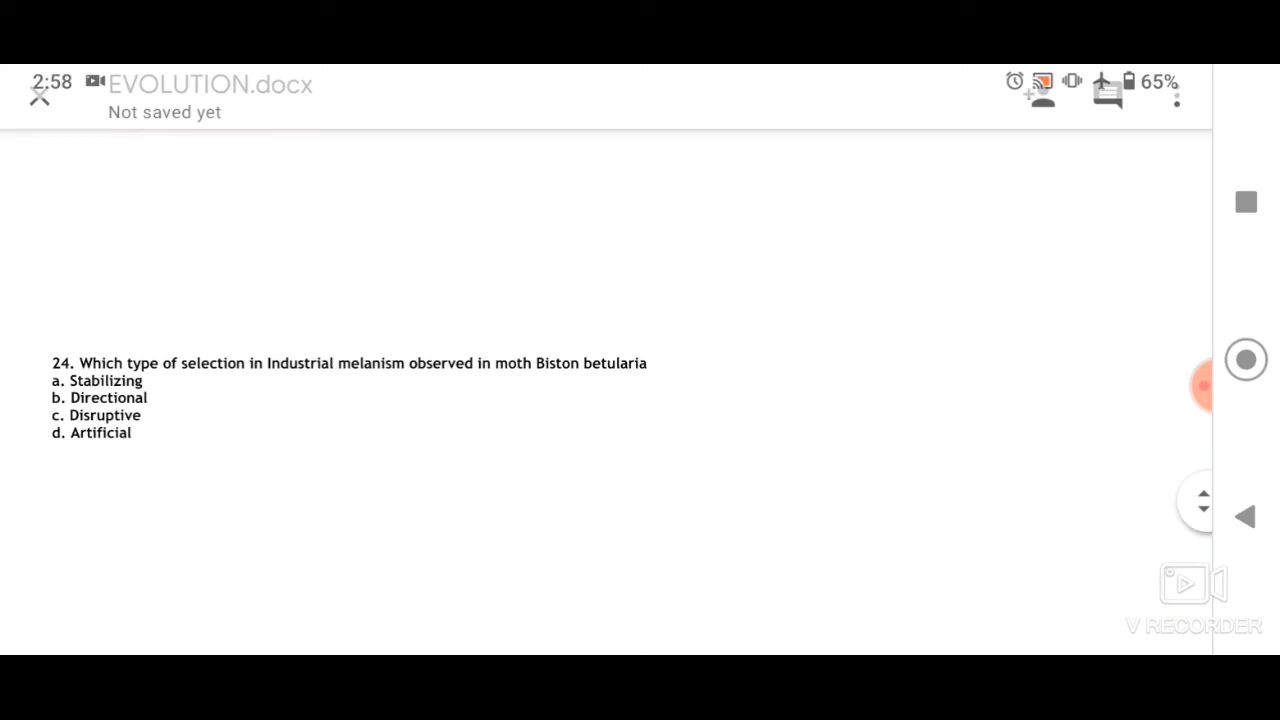 2:58 EVOLUTION.docx 65%
Not saved yet
24. Which type of selection in Industrial melanism observed in moth Biston betularia
a. Stabilizing
b. Directional
c. Disruptive
d. Artificial
V RECORDER